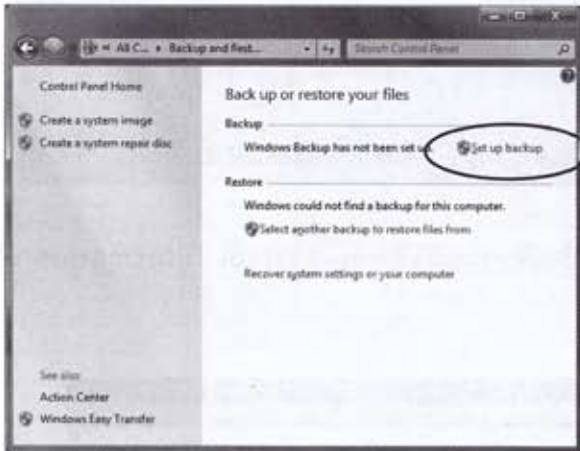 All C... ▸ Backup and Rest...
Search Control Panel
Control Panel Home
Create a system image
Create a system repair disc
Back up or restore your files
Backup
Windows Backup has not been set up.
Set up backup
Restore
Windows could not find a backup for this computer.
Select another backup to restore files from
Recover system settings or your computer
See also
Action Center
Windows Easy Transfer